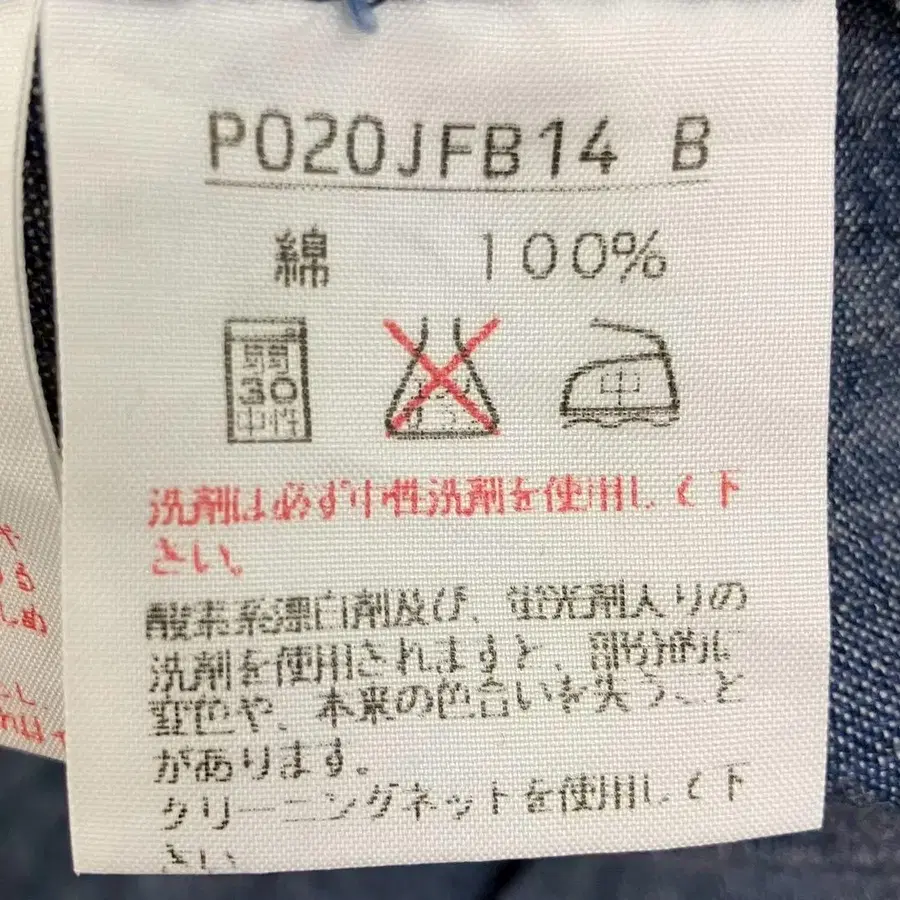 P020JFB14 B
綿 100%
弱
30
中性
中
洗剤は必ず中性洗剤を使用して下
さい。
酸素系漂白剤及び、蛍光剤入りの
洗剤を使用されますと、部分的に
変色や、本来の色合いを失うこと
があります。
クリーニングネットを使用して下
さい